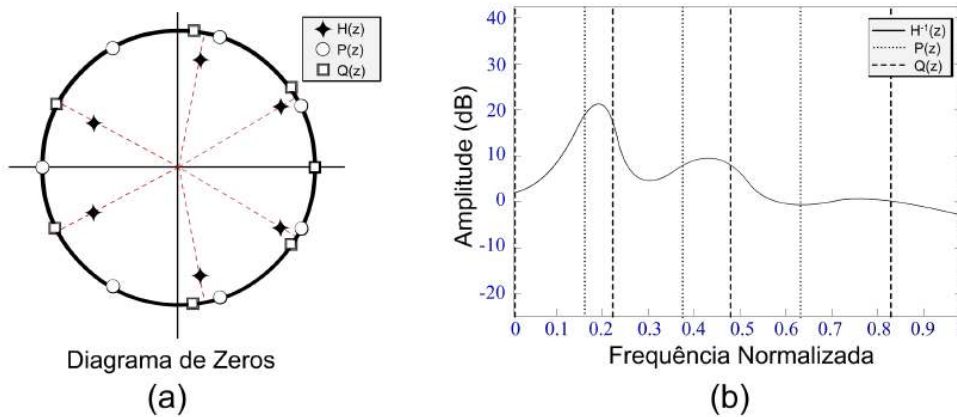 H(z)
P(z)
Q(z)
Diagrama de Zeros
(a)
40
30
20
10
0
-10
-20
Amplitude (dB)
H⁻¹(z)
P(z)
Q(z)
0 0.1 0.2 0.3 0.4 0.5 0.6 0.7 0.8 0.9
Frequência Normalizada
(b)